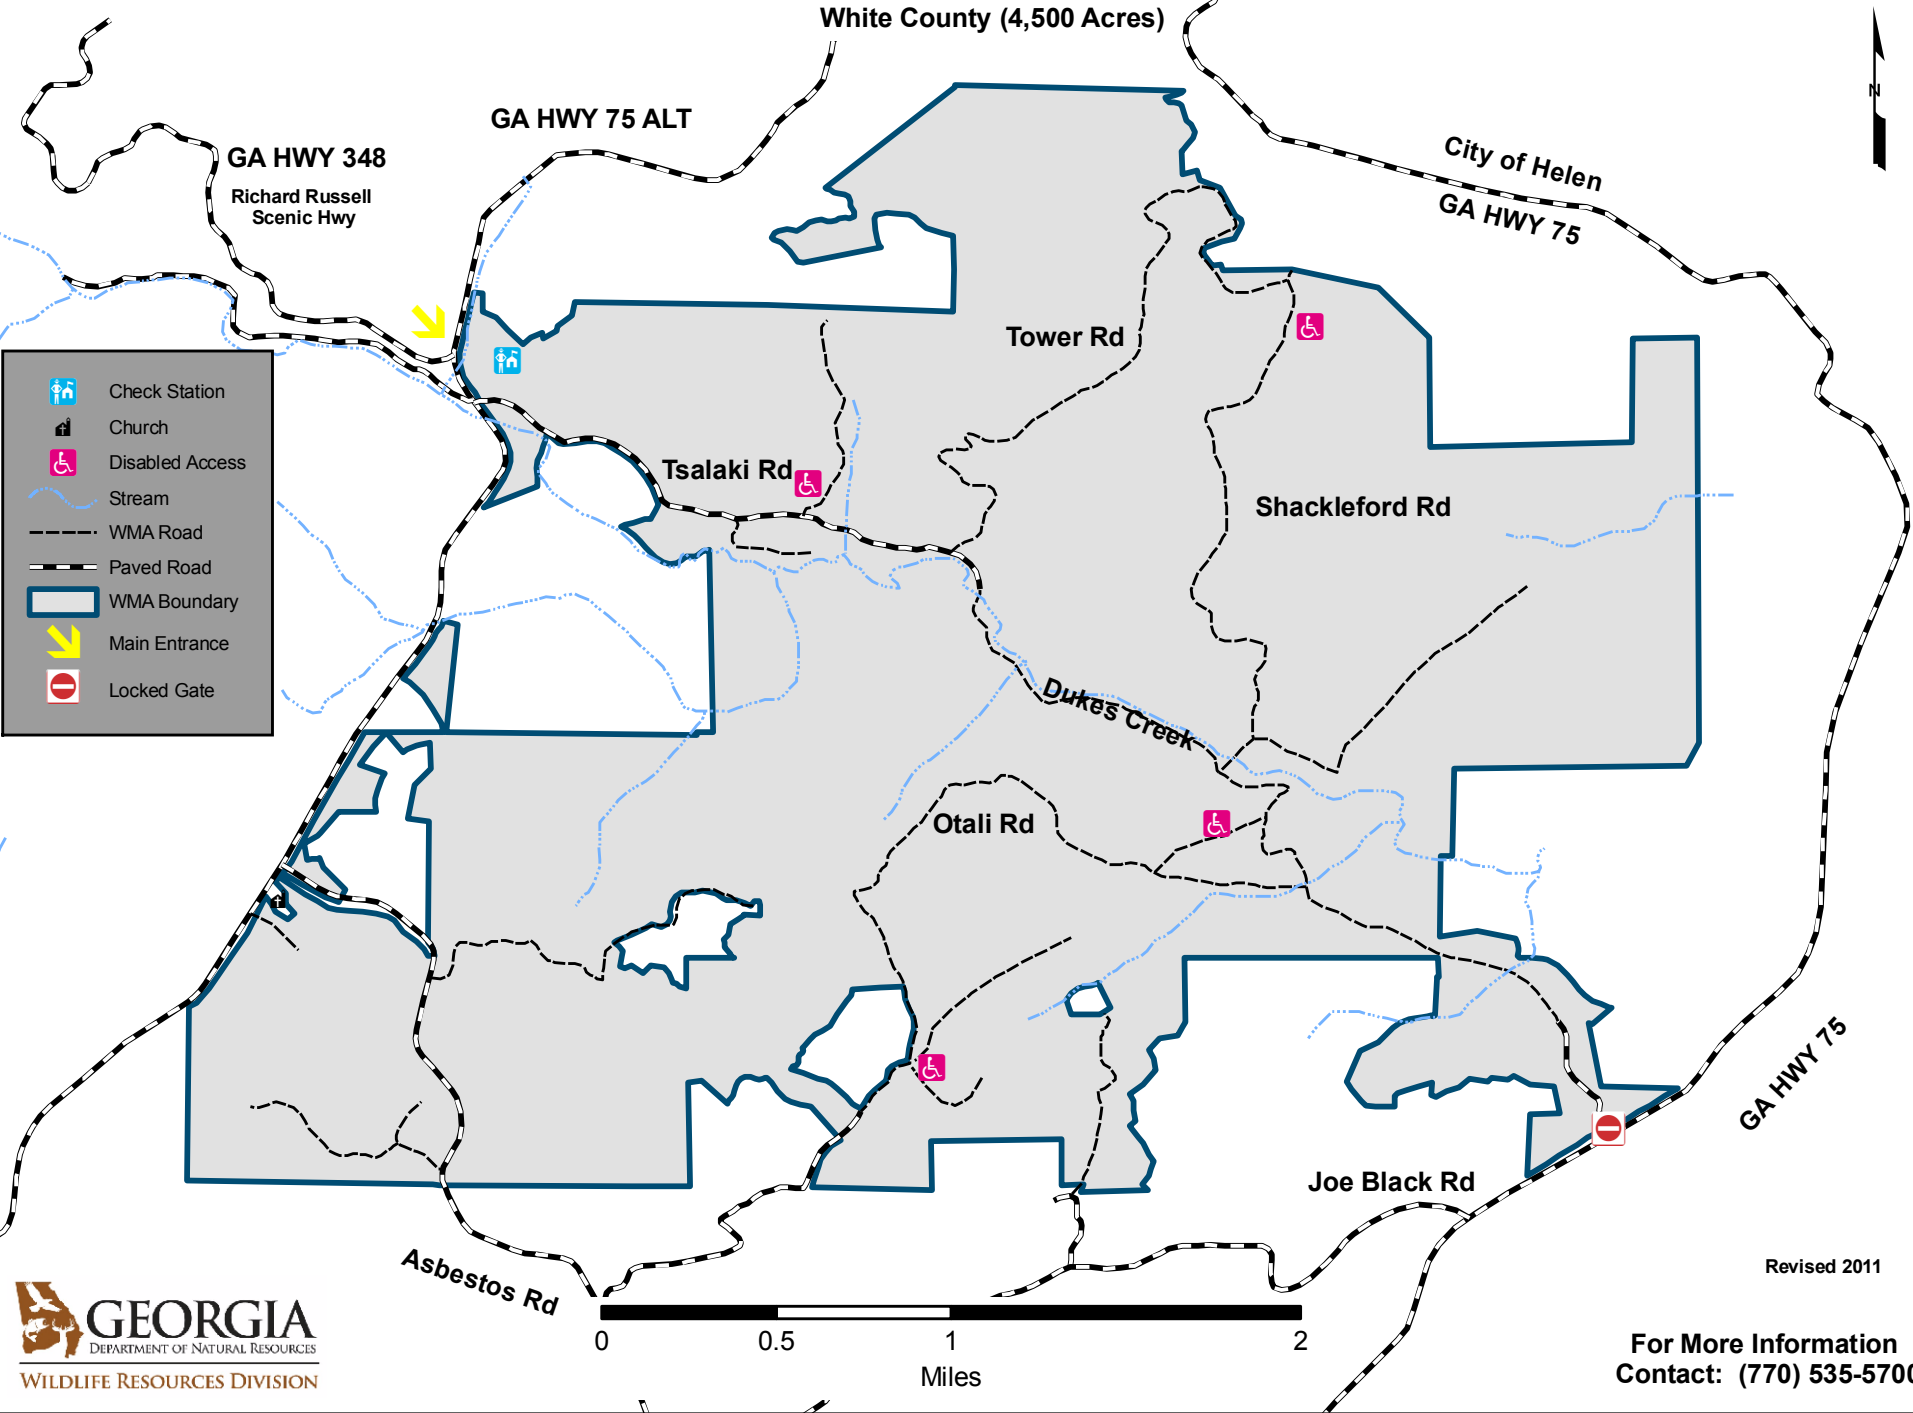 White County (4,500 Acres)
GA HWY 75 ALT
N
City of Helen
GA HWY 348
Richard Russell
Scenic Hwy
GA HWY 75
Tower Rd
Check Station
Church
Disabled Access
Stream
WMA Road
Paved Road
WMA Boundary
Main Entrance
Locked Gate
Tsalaki Rd
Shackleford Rd
Dukes Creek
Otali Rd
GA HWY 75
Joe Black Rd
Asbestos Rd
Revised 2011
GEORGIA
DEPARTMENT OF NATURAL RESOURCES
WILDLIFE RESOURCES DIVISION
0 0.5 1 2
Miles
For More Information
Contact: (770) 535-5700